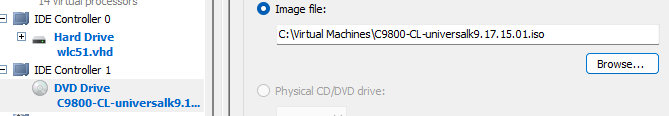 14 virtual processors
IDE Controller 0
Hard Drive
wlc51.vhd
IDE Controller 1
DVD Drive
C9800-CL-universalk9.1...
Image file:
C:\Virtual Machines\C9800-CL-universalk9.17.15.01.iso
Browse...
Physical CD/DVD drive: